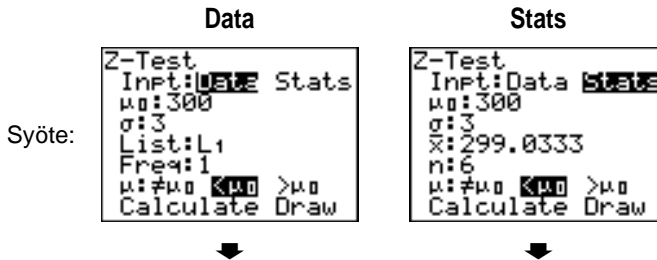 Data
Z-Test
Inpt:Data Stats
μ0:300
σ:3
List:L1
Freq:1
μ:≠μ0 <μ0 >μ0
Calculate Draw
Stats
Z-Test
Inpt:Data Stats
μ0:300
σ:3
x̄:299.0333
n:6
μ:≠μ0 <μ0 >μ0
Calculate Draw
Syöte: